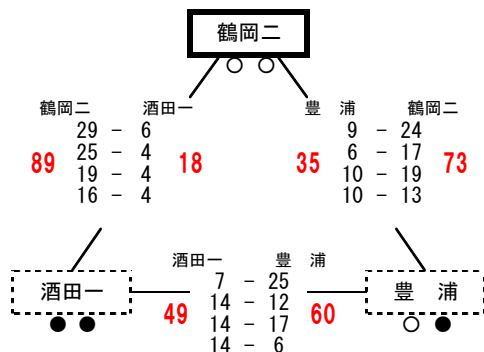 鶴岡二
○ ○
鶴岡二 酒田一
29 - 6
25 - 4
19 - 4
16 - 4
89 18
豊 浦 鶴岡二
9 - 24
6 - 17
10 - 19
10 - 13
35 73
酒田一
● ●
酒田一 豊 浦
7 - 25
14 - 12
14 - 17
14 - 6
49 60
豊 浦
○ ●